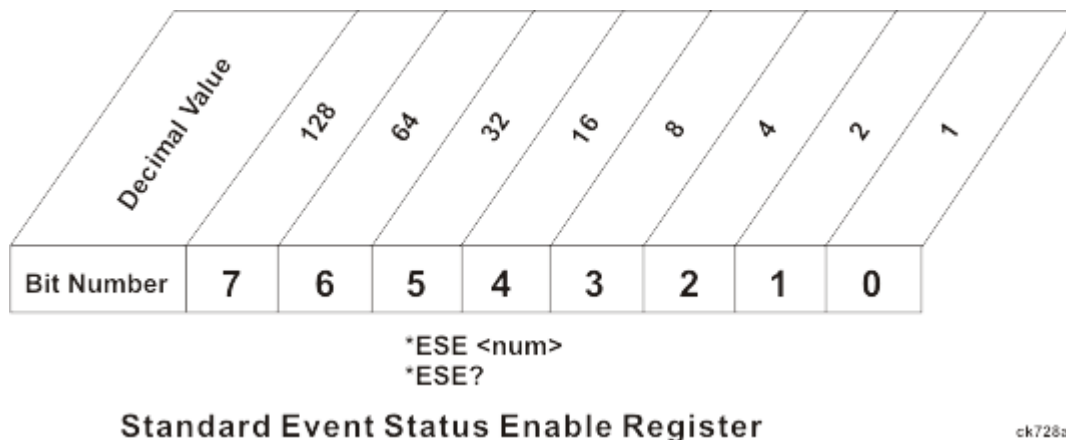 Decimal Value 128 64 32 16 8 4 2 1
Bit Number 7 6 5 4 3 2 1 0
*ESE <num>
*ESE?
Standard Event Status Enable Register
ck728a